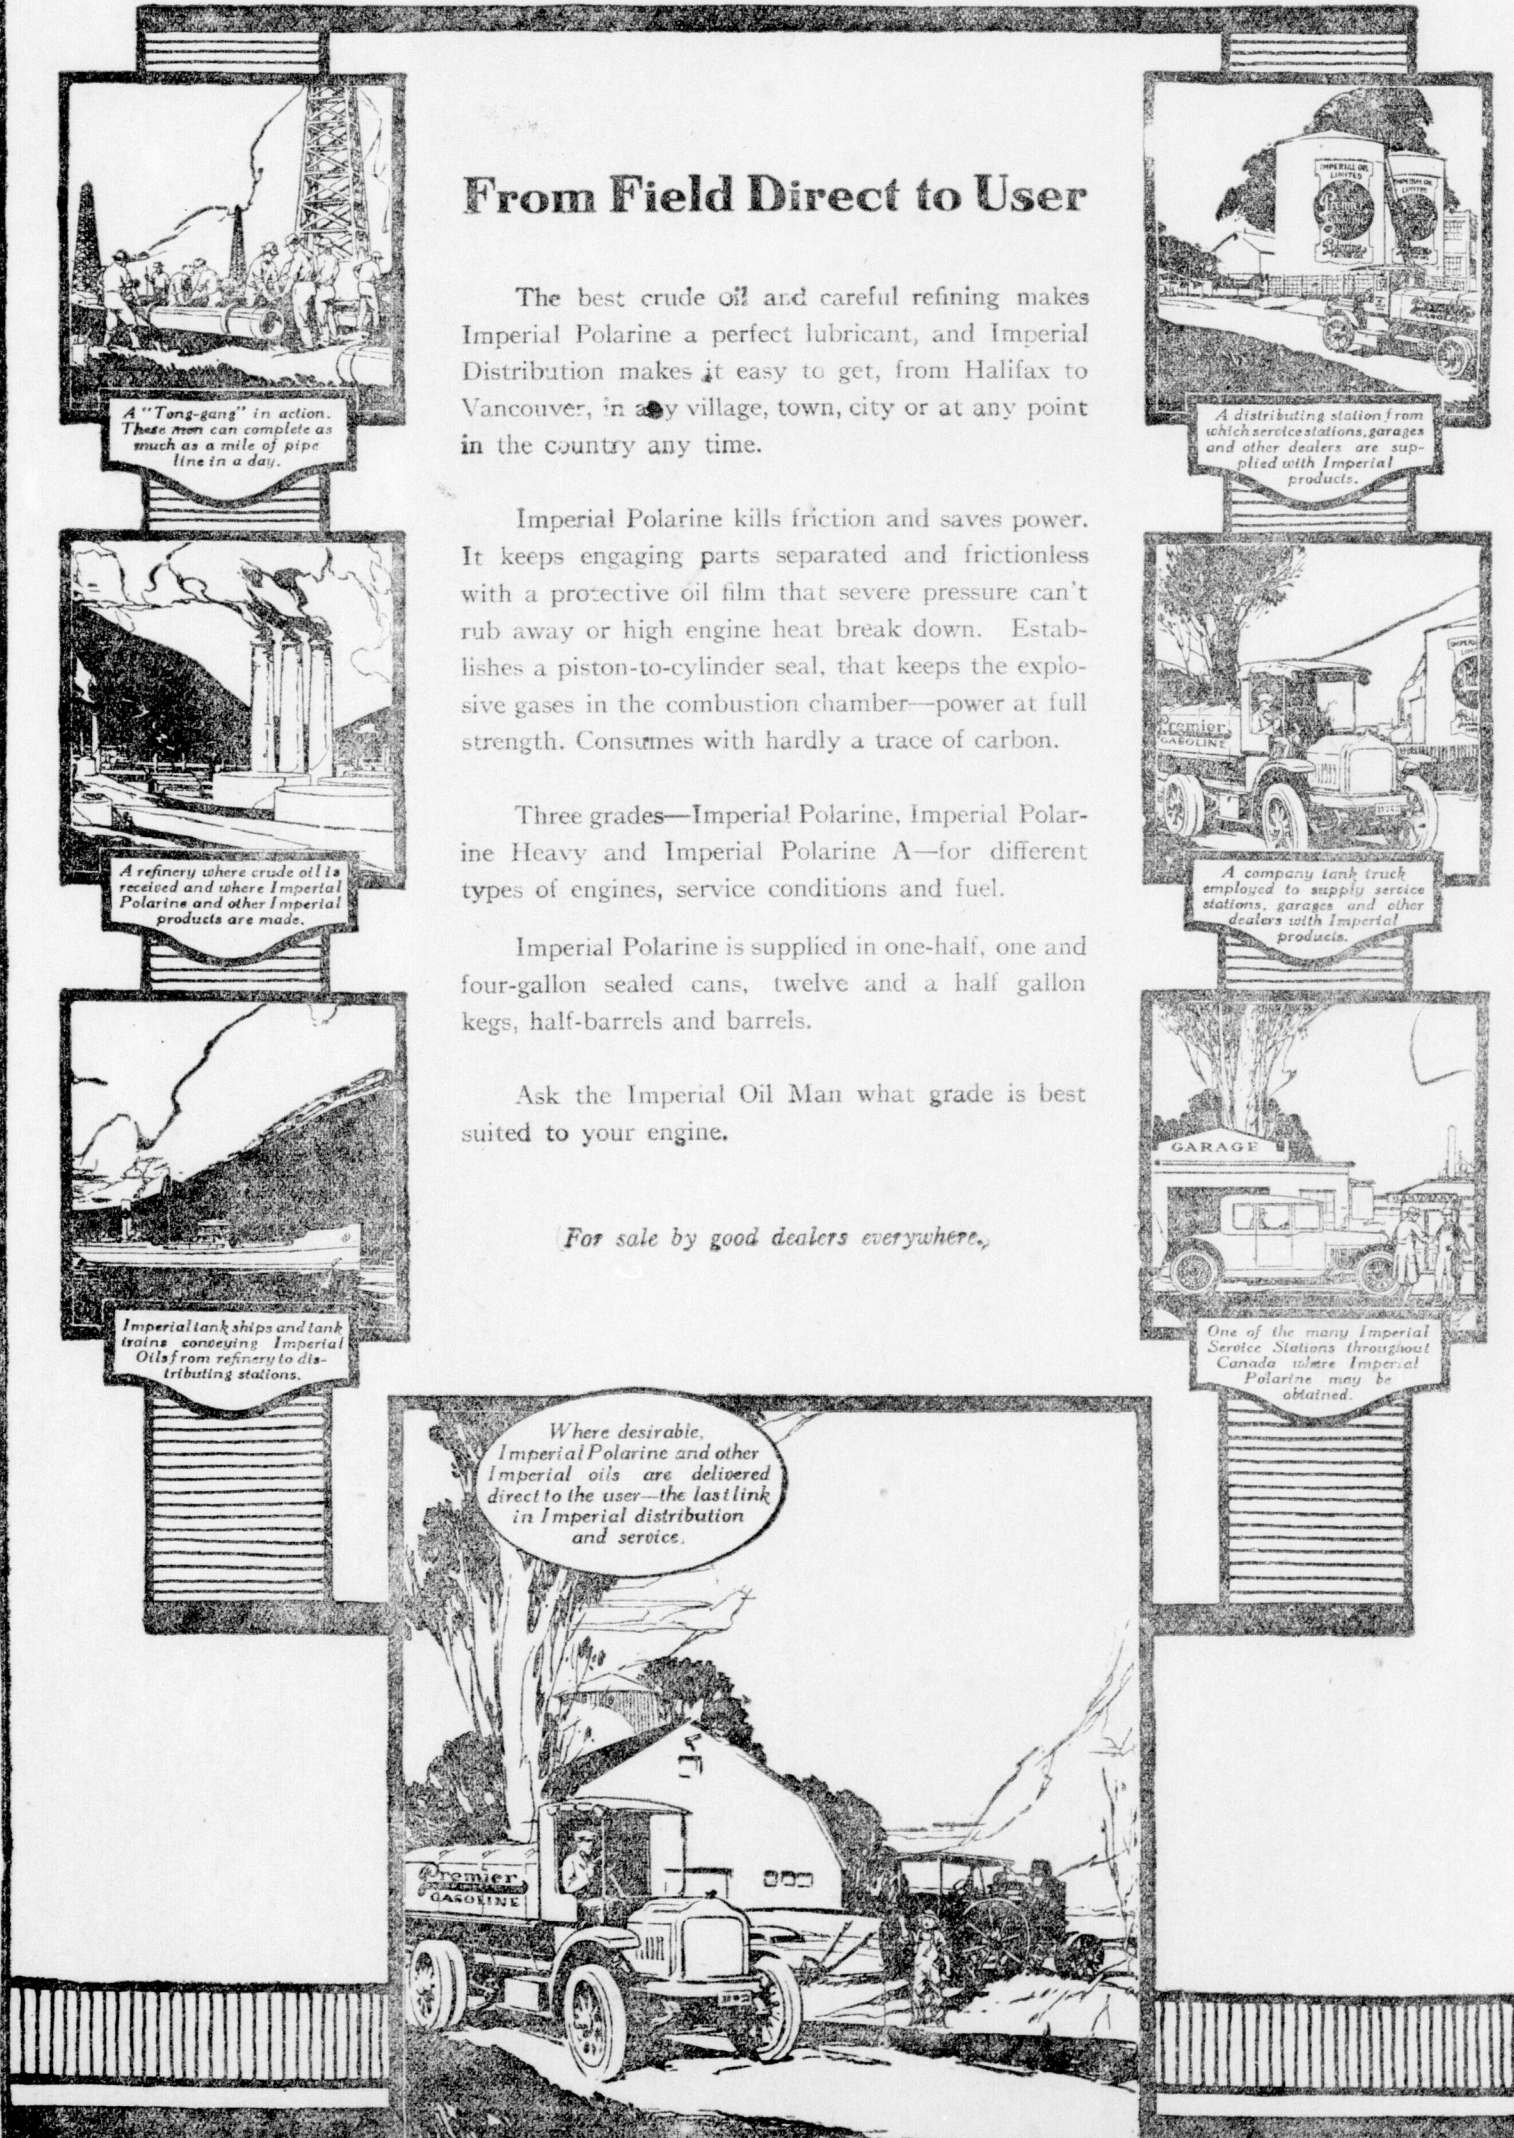 From Field Direct to User
The best crude oil and careful refining makes
Imperial Polarine a perfect lubricant, and Imperial
Distribution makes it easy to get, from Halifax to
Vancouver, in any village, town, city or at any point
in the country any time.
Imperial Polarine kills friction and saves power.
It keeps engaging parts separated and frictionless
with a protective oil film that severe pressure can't
rub away or high engine heat break down. Estab-
lishes a piston-to-cylinder seal, that keeps the explo-
sive gases in the combustion chamber—power at full
strength. Consumes with hardly a trace of carbon.
Three grades—Imperial Polarine, Imperial Polar-
ine Heavy and Imperial Polarine A—for different
types of engines, service conditions and fuel.
Imperial Polarine is supplied in one-half, one and
four-gallon sealed cans, twelve and a half gallon
kegs, half-barrels and barrels.
Ask the Imperial Oil Man what grade is best
suited to your engine.
For sale by good dealers everywhere.
A "Tong-gang" in action.
These men can complete as
much as a mile of pipe
line in a day.
A refinery where crude oil is
received and where Imperial
Polarine and other Imperial
products are made.
Imperial tank ships and tank
trains conveying Imperial
Oils from refinery to dis-
tributing stations.
IMPERIAL OIL
LIMITED
Premier
GASOLINE
Polarine
IMPERIAL OIL
LIMITED
Premier
GASOLINE
A distributing station from
which service stations, garages
and other dealers are sup-
plied with Imperial
products.
Premier
GASOLINE
A company tank truck
employed to supply service
stations, garages and other
dealers with Imperial
products.
GARAGE
One of the many Imperial
Service Stations throughout
Canada where Imperial
Polarine may be
obtained.
Where desirable,
Imperial Polarine and other
Imperial oils are delivered
direct to the user—the last link
in Imperial distribution
and service.
Premier
GASOLINE